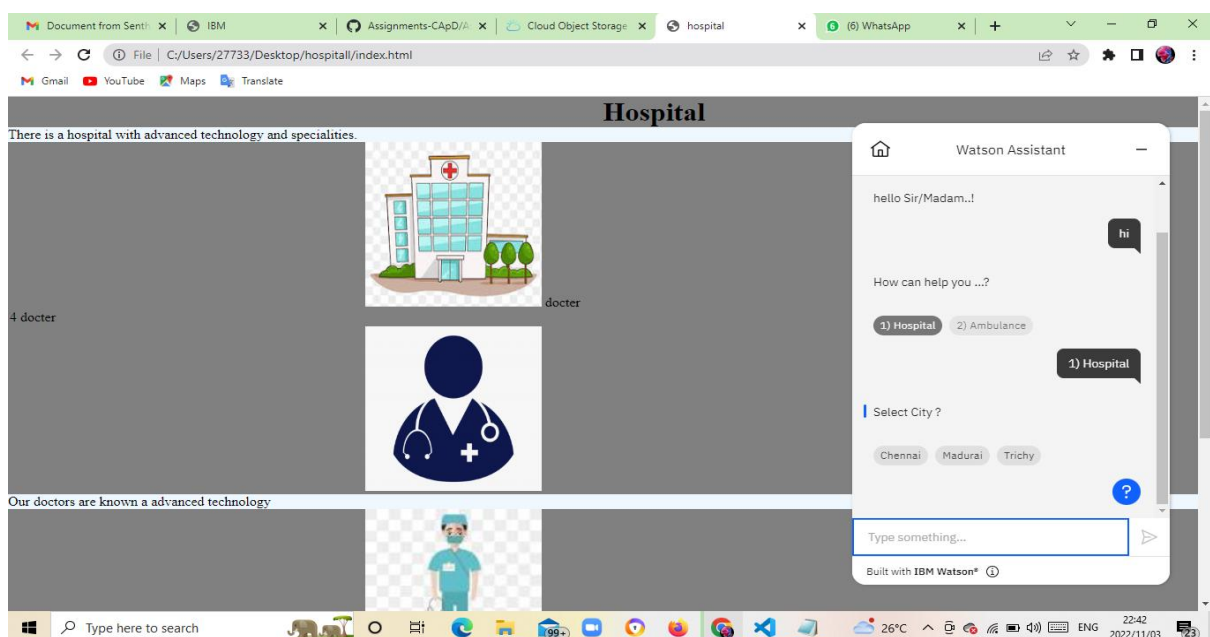 Document from Senth
IBM
Assignments-CApD/A
Cloud Object Storage
hospital
(6) WhatsApp
File | C:/Users/27733/Desktop/hospitall/index.html
Gmail YouTube Maps Translate
Hospital
There is a hospital with advanced technology and specialities.
docter
4 docter
Our doctors are known a advanced technology
Watson Assistant
hello Sir/Madam..!
hi
How can help you ...?
1) Hospital 2) Ambulance
1) Hospital
Select City ?
Chennai Madurai Trichy
?
Type something...
Built with IBM Watson®
Type here to search
99+
26°C
ENG
22:42
2022/11/03
23